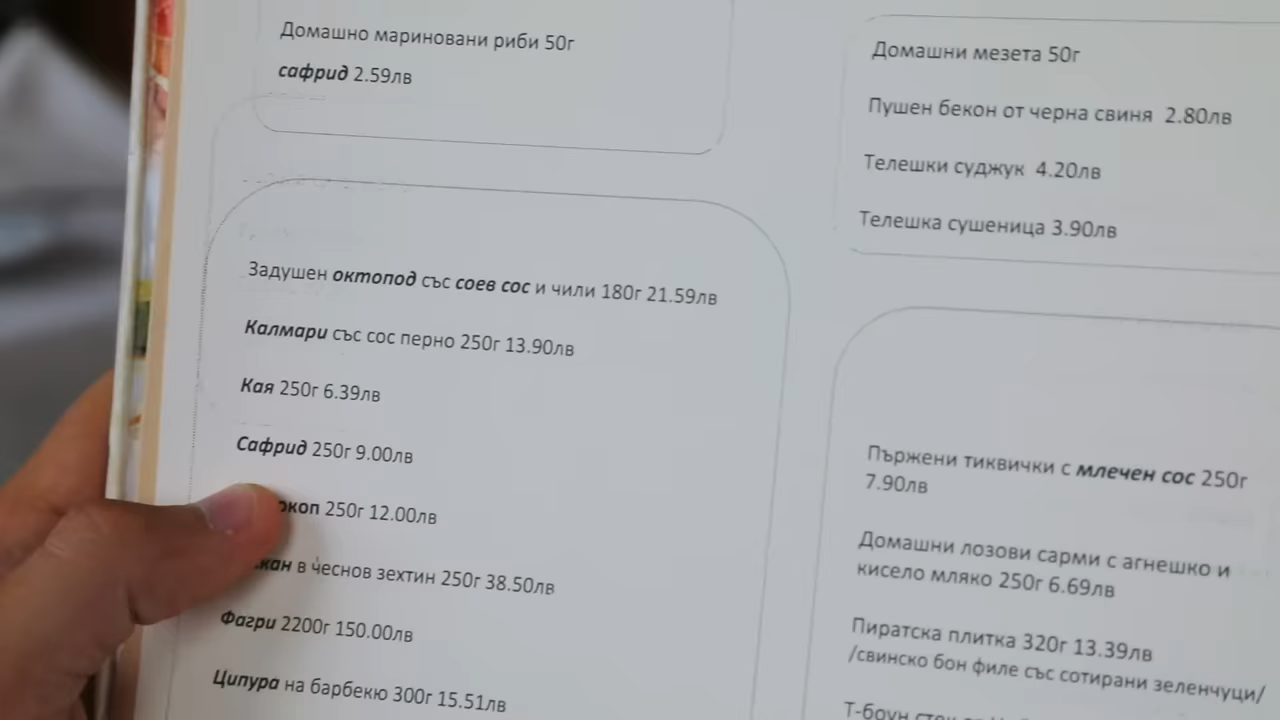 Домашно мариновани риби 50г
сафрид 2.59лв
Задушен октопод със соев сос и чили 180г 21.59лв
Калмари със сос перно 250г 13.90лв
Кая 250г 6.39лв
Сафрид 250г 9.00лв
250г 12.00лв
в чеснов зехтин 250г 38.50лв
Фагри 2200г 150.00лв
Ципура на барбекю 300г 15.51лв
Домашни мезета 50г
Пушен бекон от черна свиня 2.80лв
Телешки суджук 4.20лв
Телешка сушеница 3.90лв
Пържени тиквички с млечен сос 250г
7.90лв
Домашни лозови сарми с агнешко и
кисело мляко 250г 6.69лв
Пиратска плитка 320г 13.39лв
/свинско бон филе със сотирани зеленчуци/
Т-боун